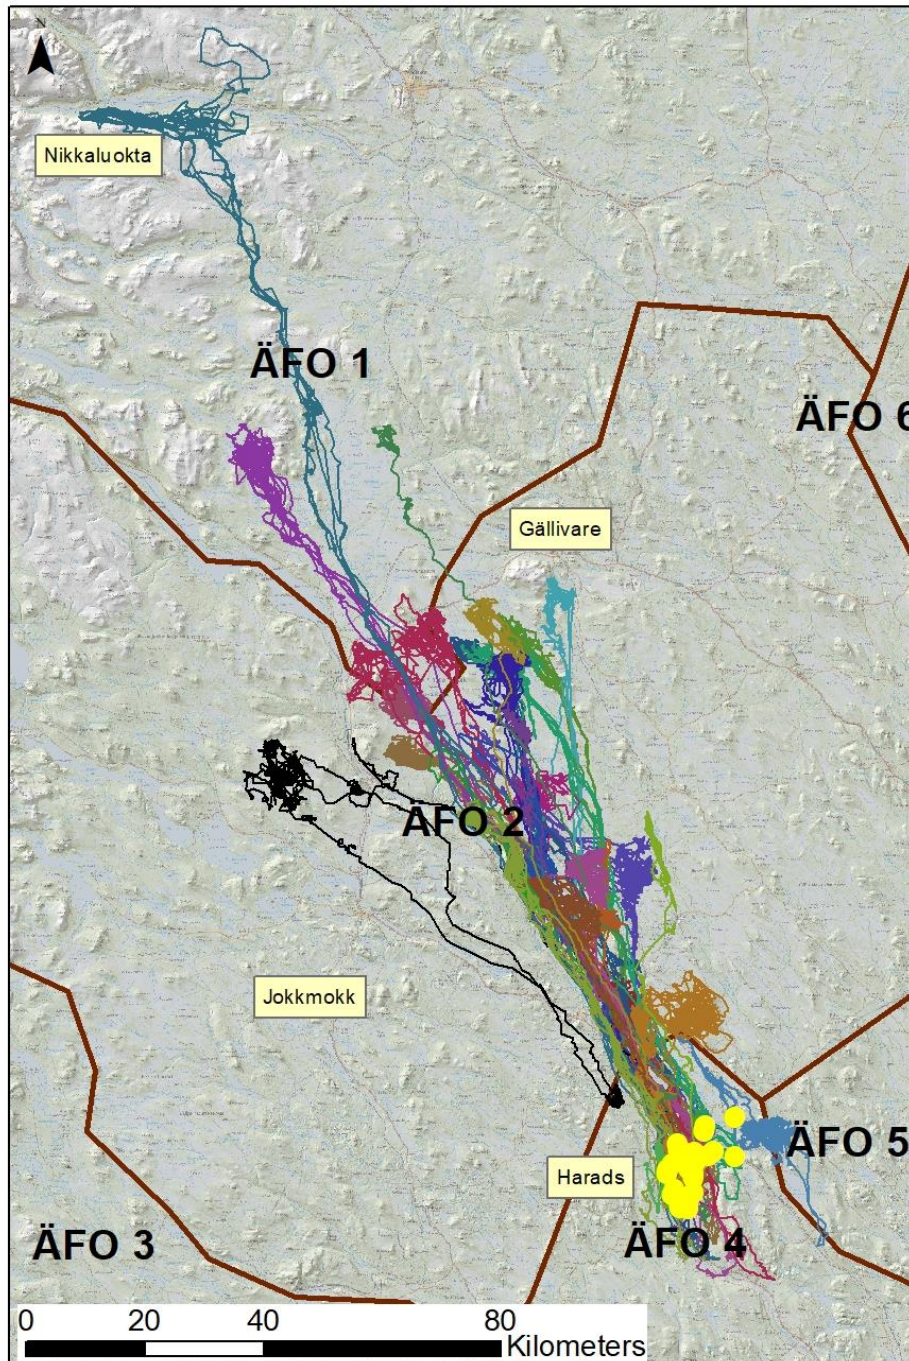 N
Nikkaluokta
ÄFO 1
ÄFO 6
Gällivare
ÄFO 2
Jokkmokk
ÄFO 5
Harads
ÄFO 3
ÄFO 4
0 20 40 80
Kilometers